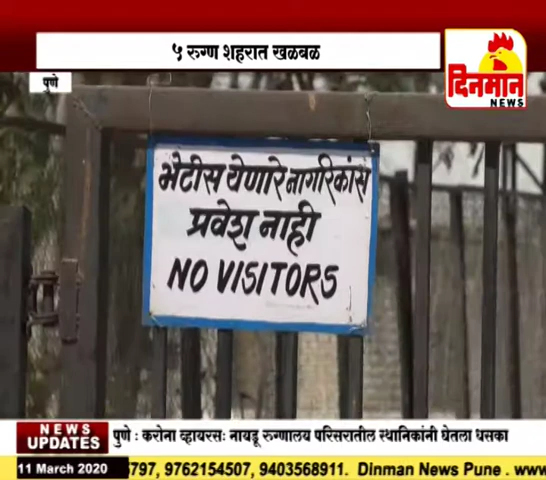 ५ रुग्ण शहरात खळबळ
दिनमान
NEWS
पुणे
भेटीस येणारे नागरिकांस
प्रवेश नाही
NO VISITORS
NEWS
UPDATES
पुणे : करोना व्हायरसः नायडू रुग्णालय परिसरातील स्थानिकांनी घेतला धसका
11 March 2020
5797, 9762154507, 9403568911. Dinman News Pune . www